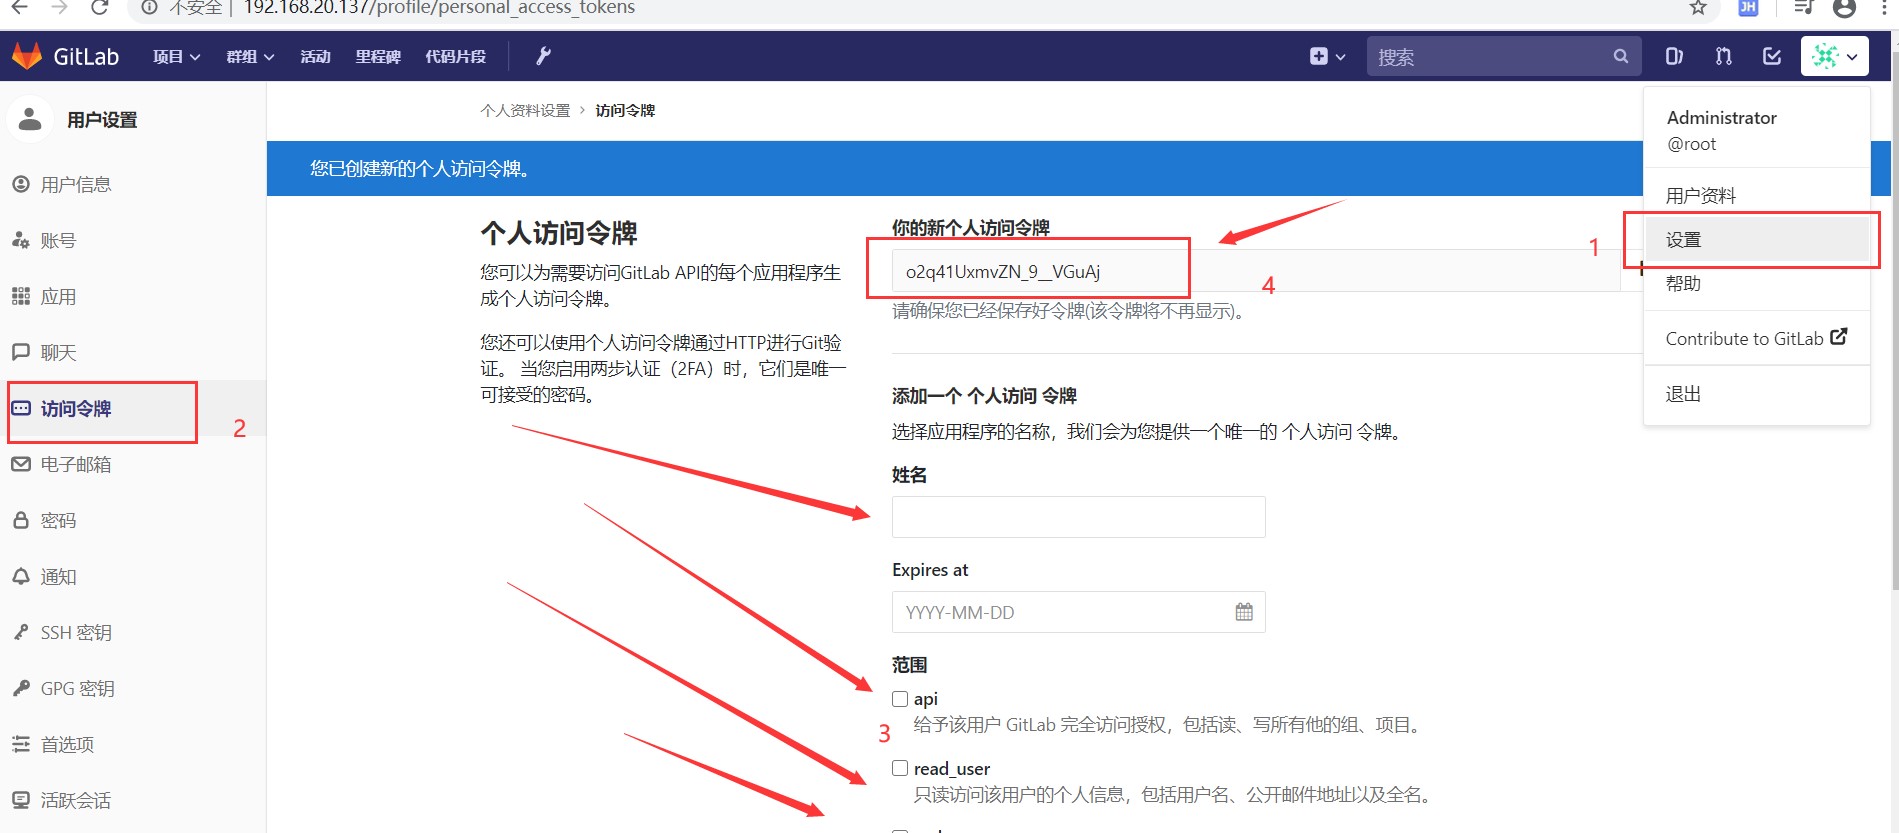 不安全 | 192.168.20.137/profile/personal_access_tokens
JH
GitLab 项目 群组 活动 里程碑 代码片段 搜索
用户设置
用户信息
账号
应用
聊天
访问令牌
2
电子邮箱
密码
通知
SSH 密钥
GPG 密钥
首选项
活跃会话
个人资料设置 › 访问令牌
您已创建新的个人访问令牌。
个人访问令牌
您可以为需要访问GitLab API的每个应用程序生
成个人访问令牌。
您还可以使用个人访问令牌通过HTTP进行Git验
证。 当您启用两步认证（2FA）时，它们是唯一
可接受的密码。
你的新个人访问令牌
o2q41UxmvZN_9__VGuAj
4
请确保您已经保存好令牌(该令牌将不再显示)。
添加一个 个人访问 令牌
选择应用程序的名称，我们会为您提供一个唯一的 个人访问 令牌。
姓名
Expires at
YYYY-MM-DD
范围
api
给予该用户 GitLab 完全访问授权，包括读、写所有他的组、项目。
3
read_user
只读访问该用户的个人信息，包括用户名、公开邮件地址以及全名。
Administrator
@root
用户资料
1
设置
帮助
Contribute to GitLab
退出